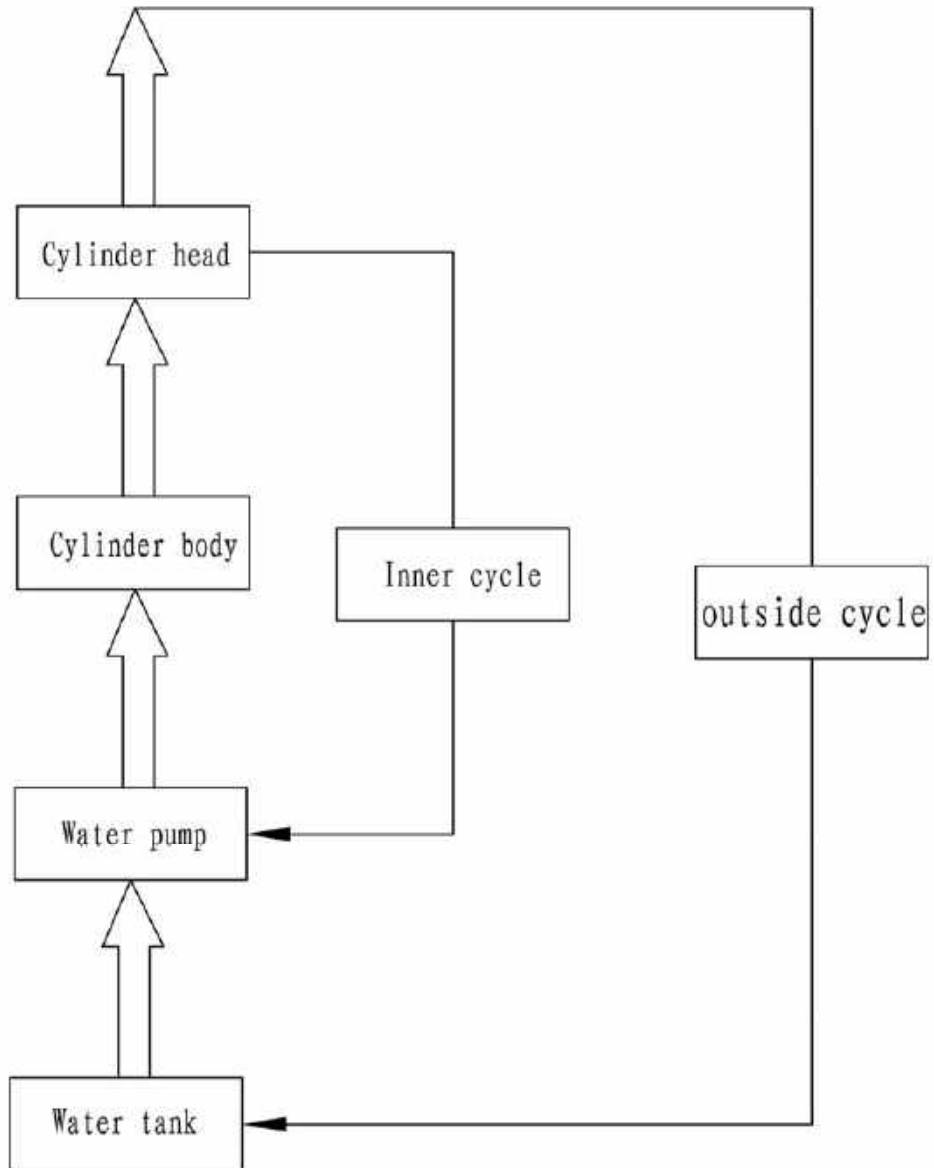 Cylinder head
Cylinder body
Inner cycle
outside cycle
Water pump
Water tank